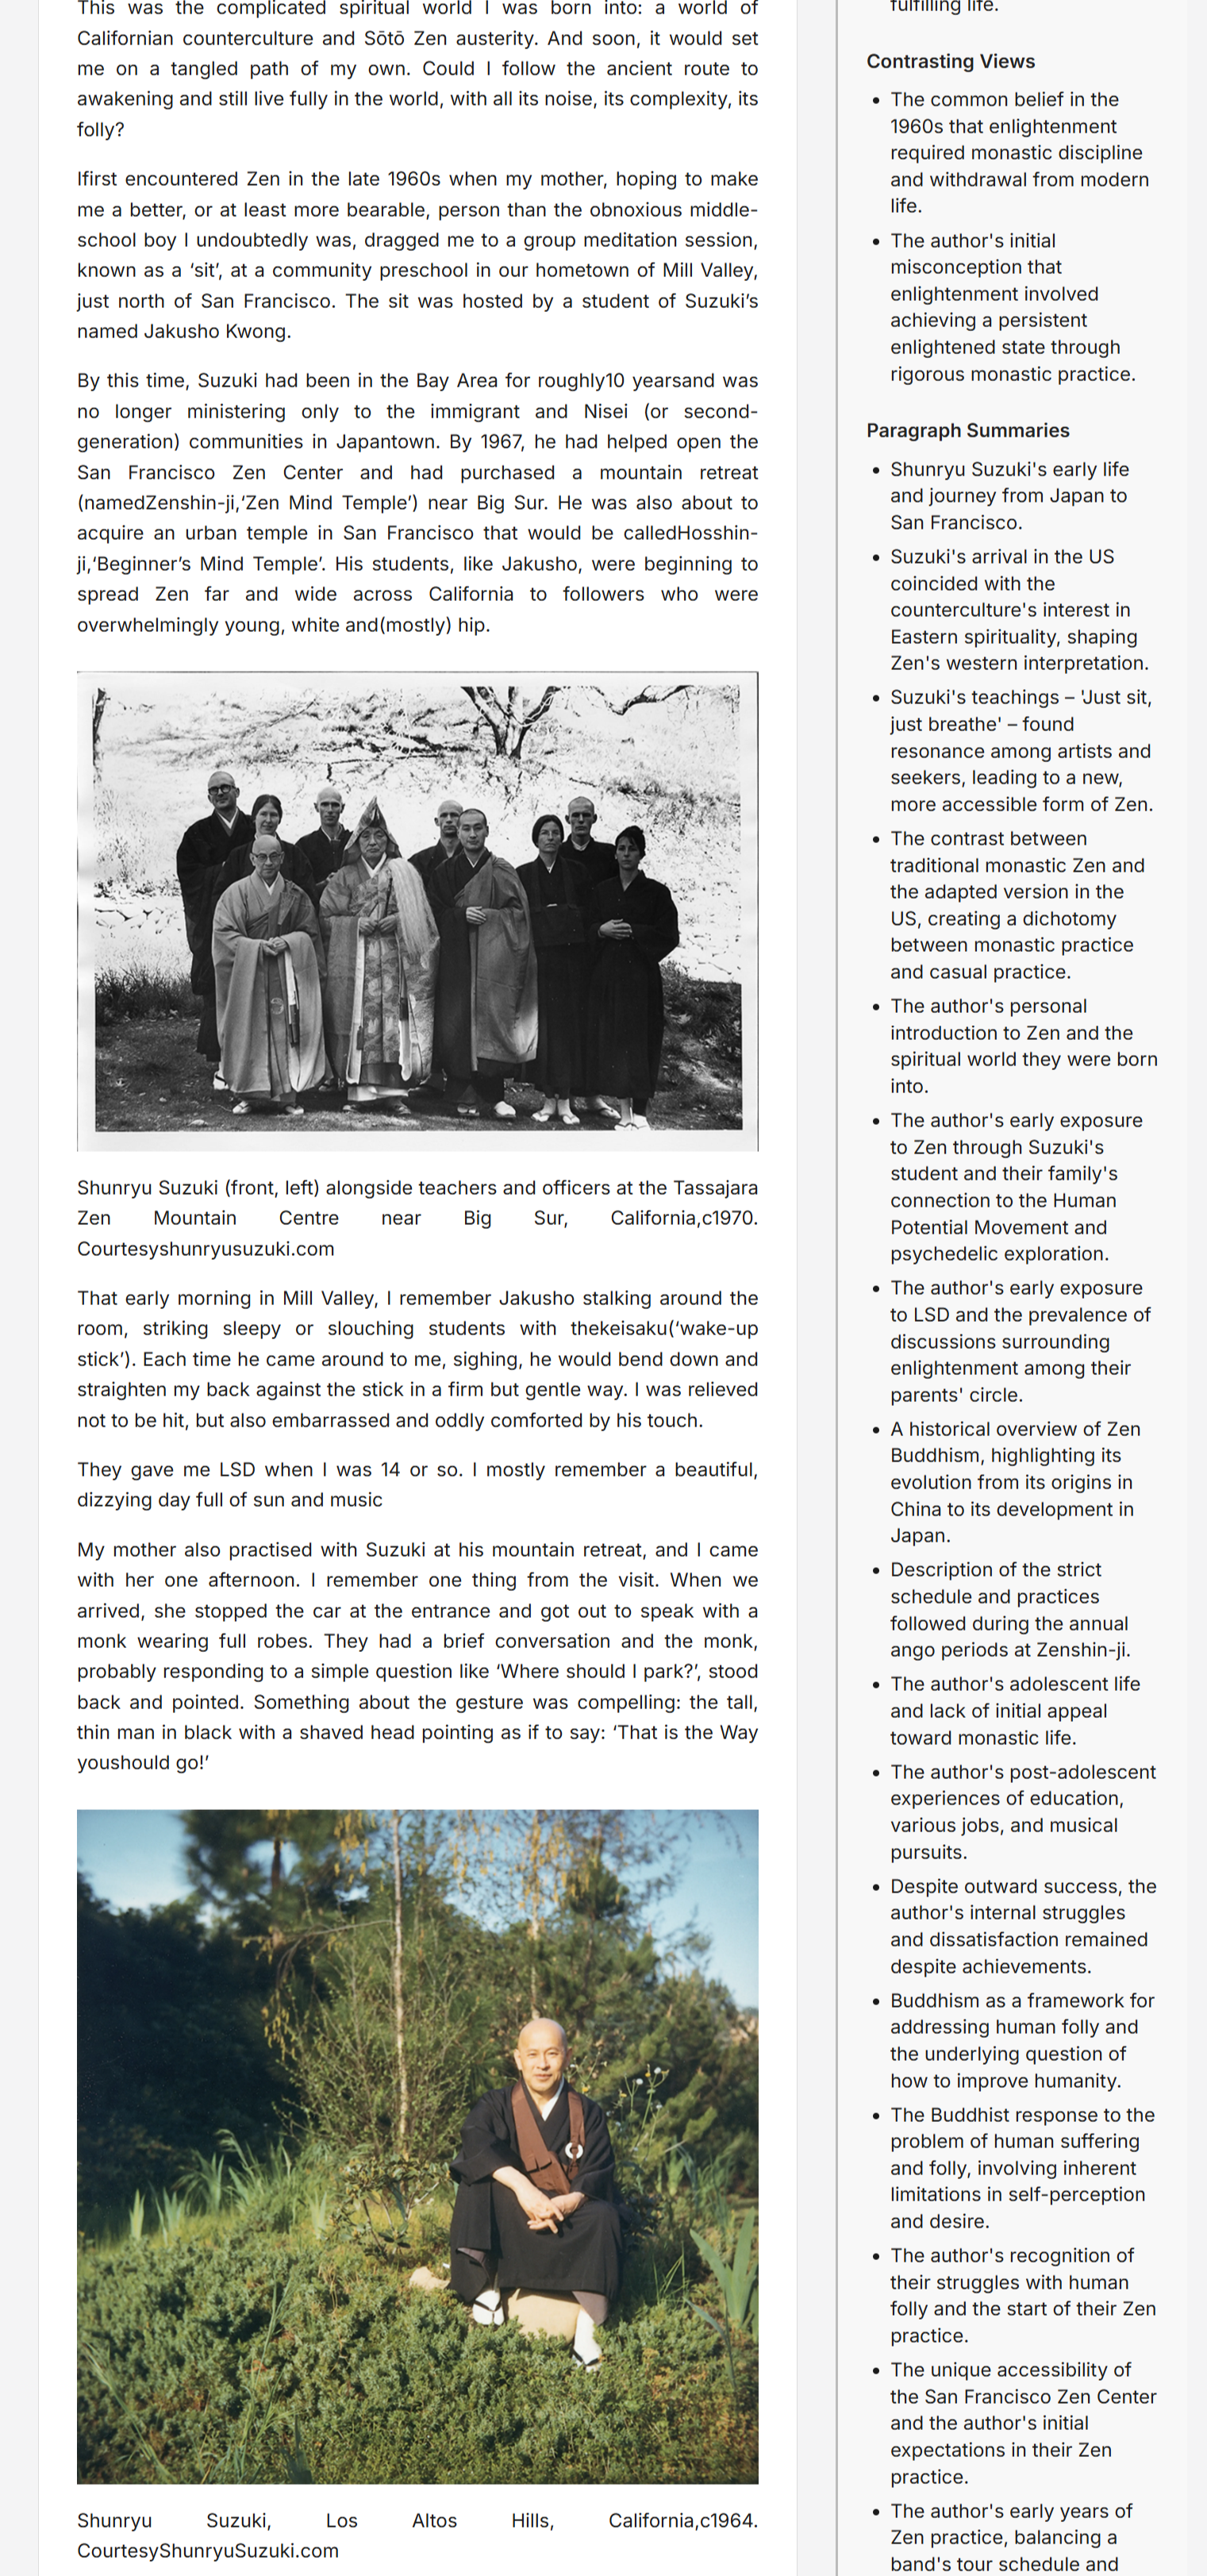 This was the complicated spiritual world I was born into: a world of
Californian counterculture and Sōtō Zen austerity. And soon, it would set
me on a tangled path of my own. Could I follow the ancient route to
awakening and still live fully in the world, with all its noise, its complexity, its
folly?
Ifirst encountered Zen in the late 1960s when my mother, hoping to make
me a better, or at least more bearable, person than the obnoxious middle-
school boy I undoubtedly was, dragged me to a group meditation session,
known as a ‘sit’, at a community preschool in our hometown of Mill Valley,
just north of San Francisco. The sit was hosted by a student of Suzuki’s
named Jakusho Kwong.
By this time, Suzuki had been in the Bay Area for roughly10 yearsand was
no longer ministering only to the immigrant and Nisei (or second-
generation) communities in Japantown. By 1967, he had helped open the
San Francisco Zen Center and had purchased a mountain retreat
(namedZenshin-ji,‘Zen Mind Temple’) near Big Sur. He was also about to
acquire an urban temple in San Francisco that would be calledHosshin-
ji,‘Beginner’s Mind Temple’. His students, like Jakusho, were beginning to
spread Zen far and wide across California to followers who were
overwhelmingly young, white and(mostly) hip.
Shunryu Suzuki (front, left) alongside teachers and officers at the Tassajara
Zen Mountain Centre near Big Sur, California,c1970.
Courtesyshunryusuzuki.com
That early morning in Mill Valley, I remember Jakusho stalking around the
room, striking sleepy or slouching students with thekeisaku(‘wake-up
stick’). Each time he came around to me, sighing, he would bend down and
straighten my back against the stick in a firm but gentle way. I was relieved
not to be hit, but also embarrassed and oddly comforted by his touch.
They gave me LSD when I was 14 or so. I mostly remember a beautiful,
dizzying day full of sun and music
My mother also practised with Suzuki at his mountain retreat, and I came
with her one afternoon. I remember one thing from the visit. When we
arrived, she stopped the car at the entrance and got out to speak with a
monk wearing full robes. They had a brief conversation and the monk,
probably responding to a simple question like ‘Where should I park?’, stood
back and pointed. Something about the gesture was compelling: the tall,
thin man in black with a shaved head pointing as if to say: ‘That is the Way
youshould go!’
Shunryu Suzuki, Los Altos Hills, California,c1964.
CourtesyShunryuSuzuki.com
fulfilling life.
Contrasting Views
• The common belief in the
1960s that enlightenment
required monastic discipline
and withdrawal from modern
life.
• The author's initial
misconception that
enlightenment involved
achieving a persistent
enlightened state through
rigorous monastic practice.
Paragraph Summaries
• Shunryu Suzuki's early life
and journey from Japan to
San Francisco.
• Suzuki's arrival in the US
coincided with the
counterculture's interest in
Eastern spirituality, shaping
Zen's western interpretation.
• Suzuki's teachings – 'Just sit,
just breathe' – found
resonance among artists and
seekers, leading to a new,
more accessible form of Zen.
• The contrast between
traditional monastic Zen and
the adapted version in the
US, creating a dichotomy
between monastic practice
and casual practice.
• The author's personal
introduction to Zen and the
spiritual world they were born
into.
• The author's early exposure
to Zen through Suzuki's
student and their family's
connection to the Human
Potential Movement and
psychedelic exploration.
• The author's early exposure
to LSD and the prevalence of
discussions surrounding
enlightenment among their
parents' circle.
• A historical overview of Zen
Buddhism, highlighting its
evolution from its origins in
China to its development in
Japan.
• Description of the strict
schedule and practices
followed during the annual
ango periods at Zenshin-ji.
• The author's adolescent life
and lack of initial appeal
toward monastic life.
• The author's post-adolescent
experiences of education,
various jobs, and musical
pursuits.
• Despite outward success, the
author's internal struggles
and dissatisfaction remained
despite achievements.
• Buddhism as a framework for
addressing human folly and
the underlying question of
how to improve humanity.
• The Buddhist response to the
problem of human suffering
and folly, involving inherent
limitations in self-perception
and desire.
• The author's recognition of
their struggles with human
folly and the start of their Zen
practice.
• The unique accessibility of
the San Francisco Zen Center
and the author's initial
expectations in their Zen
practice.
• The author's early years of
Zen practice, balancing a
band's tour schedule and